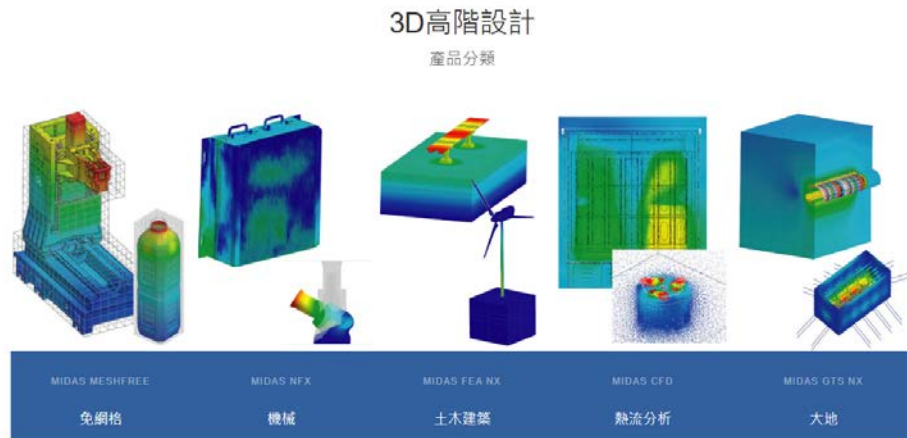 3D高階設計
產品分類
MIDAS MESHFREE
MIDAS NFX
MIDAS FEA NX
MIDAS CFD
MIDAS GTS NX
免網格
機械
土木建築
熱流分析
大地